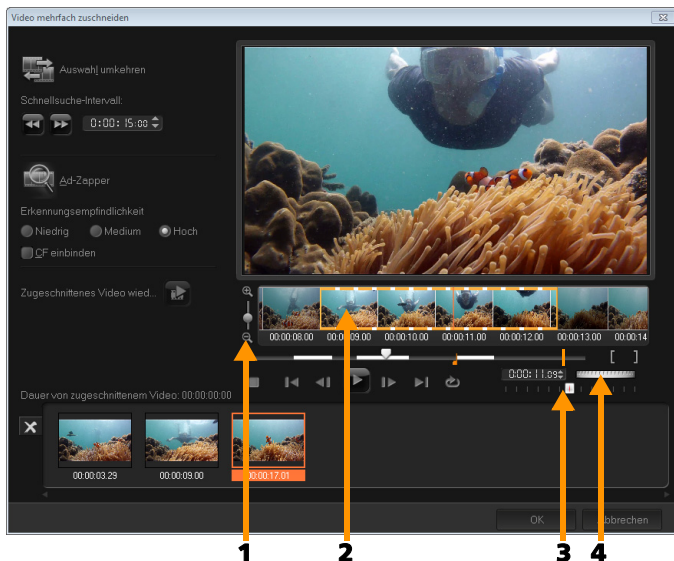 Video mehrfach zuschneiden
Auswahl umkehren
Schnellsuche-Intervall:
0:00:15:00
Ad-Zapper
Erkennungsempfindlichkeit
Niedrig Medium Hoch
CF einbinden
Zugeschnittenes Video wied...
00:00:08.00 00:00:09.00 00:00:10.00 00:00:11.00 00:00:12.00 00:00:13.00 00:00:14
[ ]
0:00:11.09
Dauer von zugeschnittenem Video: 00:00:00:00
00:00:03.29 00:00:09.00 00:00:17.01
OK Abbrechen
1 2 3 4